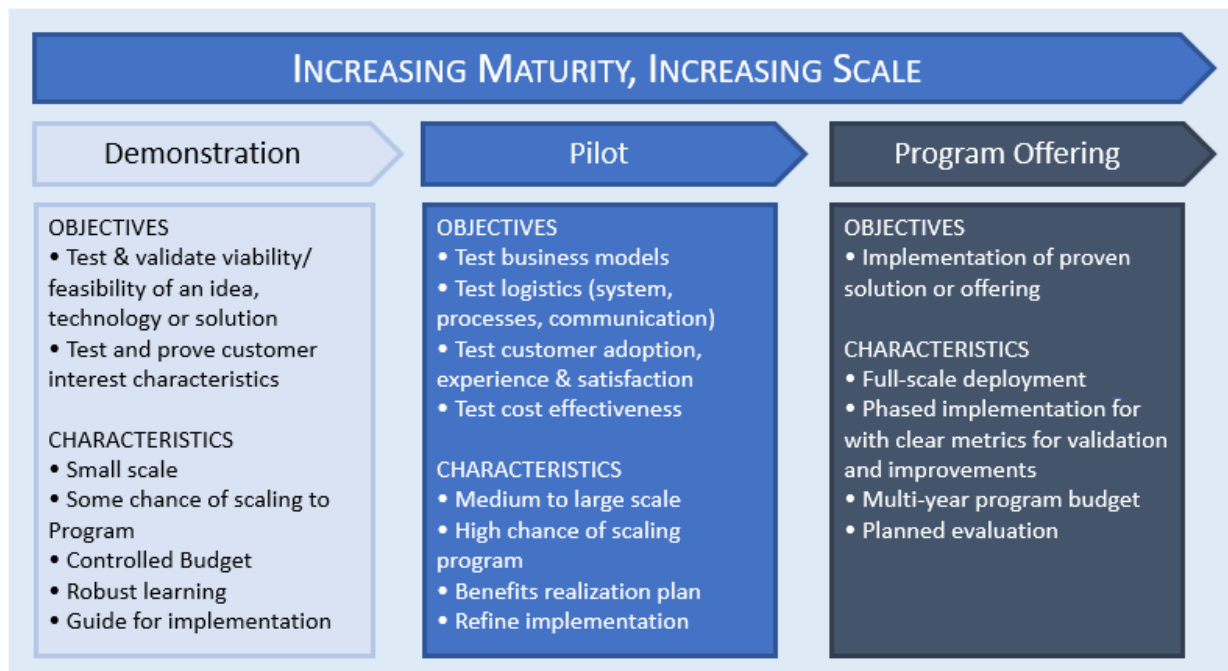 INCREASING MATURITY, INCREASING SCALE
Demonstration
OBJECTIVES
• Test & validate viability/
feasibility of an idea,
technology or solution
• Test and prove customer
interest characteristics
CHARACTERISTICS
• Small scale
• Some chance of scaling to
Program
• Controlled Budget
• Robust learning
• Guide for implementation
Pilot
OBJECTIVES
• Test business models
• Test logistics (system,
processes, communication)
• Test customer adoption,
experience & satisfaction
• Test cost effectiveness
CHARACTERISTICS
• Medium to large scale
• High chance of scaling
program
• Benefits realization plan
• Refine implementation
Program Offering
OBJECTIVES
• Implementation of proven
solution or offering
CHARACTERISTICS
• Full-scale deployment
• Phased implementation for
with clear metrics for validation
and improvements
• Multi-year program budget
• Planned evaluation